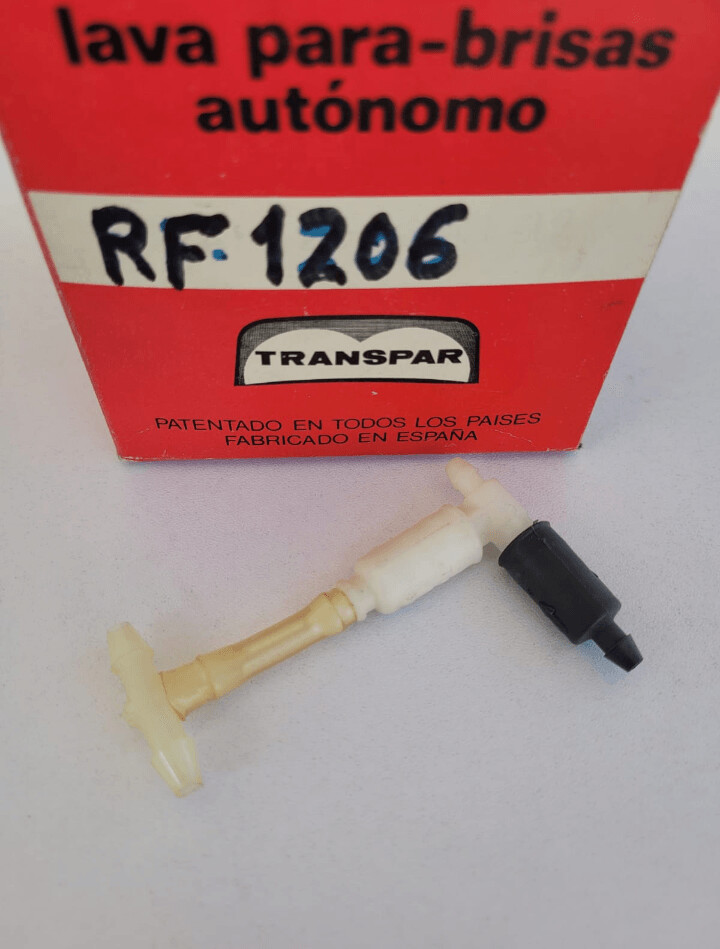 lava para-brisas
autónomo
RF. 1206
TRANSPAR
PATENTADO EN TODOS LOS PAISES
FABRICADO EN ESPAÑA